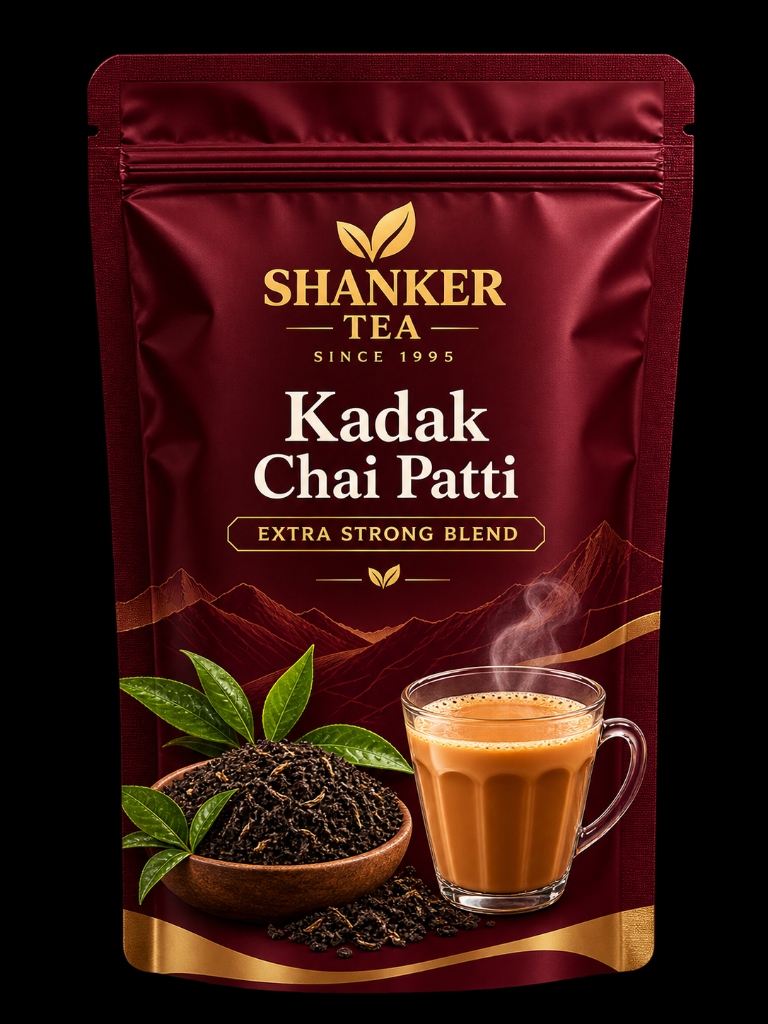 SHANKER
TEA
SINCE 1995
Kadak
Chai Patti
EXTRA STRONG BLEND